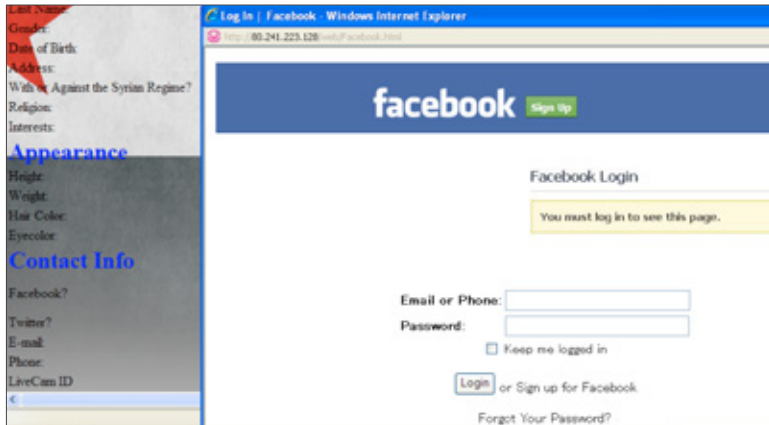 Last Name:
Gender:
Date of Birth:
Address:
With or Against the Syrian Regime?
Religion:
Interests:
Appearance
Height:
Weight:
Hair Color:
Eyecolor:
Contact Info
Facebook?
Twitter?
E-mail:
Phone:
LiveCam ID
Log In | Facebook - Windows Internet Explorer
http://80.241.223.128/web/Facebook.html
facebook Sign Up
Facebook Login
You must log in to see this page.
Email or Phone:
Password:
Keep me logged in
Login or Sign up for Facebook
Forgot Your Password?